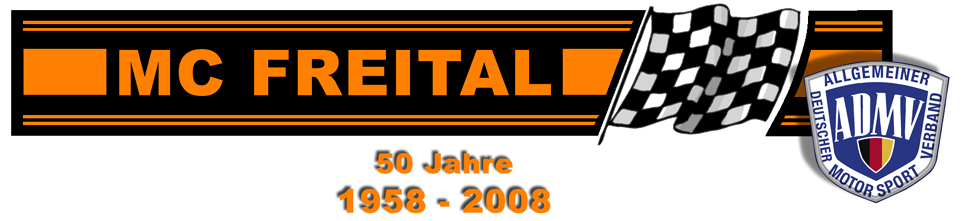 MC FREITAL
ALLGEMEINER
DEUTSCHER
MOTOR SPORT
VERBAND
ADMV
50 Jahre
1958 - 2008